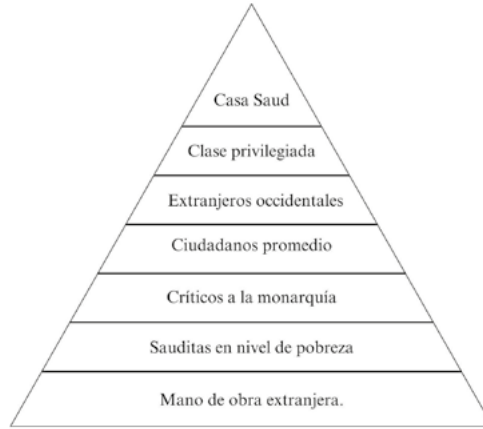 Casa Saud
Clase privilegiada
Extranjeros occidentales
Ciudadanos promedio
Críticos a la monarquía
Sauditas en nivel de pobreza
Mano de obra extranjera.